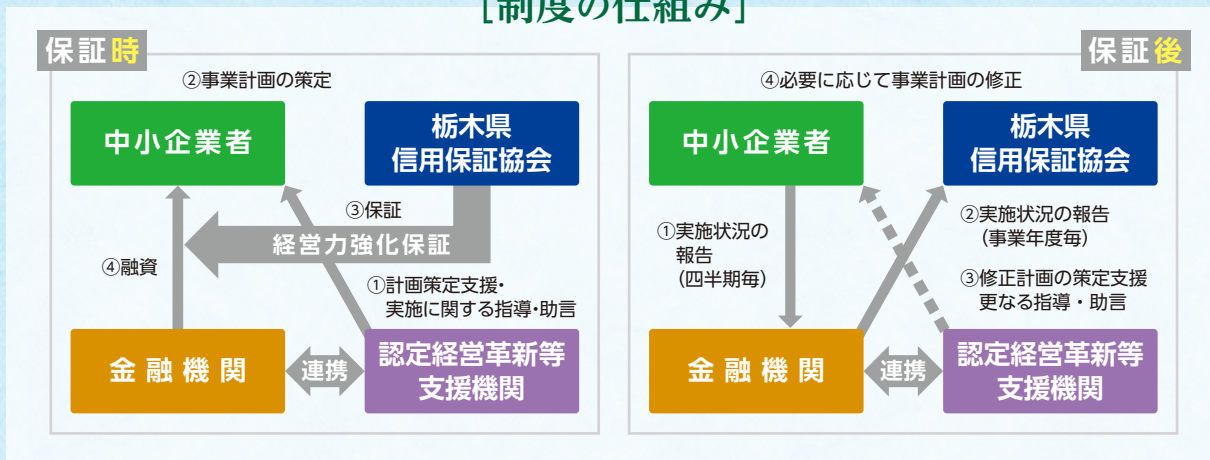 [制度の仕組み]
保証時
②事業計画の策定
中小企業者
栃木県
信用保証協会
③保証
経営力強化保証
④融資
①計画策定支援・
実施に関する指導・助言
金融機関
連携
認定経営革新等
支援機関
保証後
④必要に応じて事業計画の修正
中小企業者
栃木県
信用保証協会
①実施状況の
報告
(四半期毎)
②実施状況の報告
(事業年度毎)
③修正計画の策定支援
更なる指導・助言
金融機関
連携
認定経営革新等
支援機関